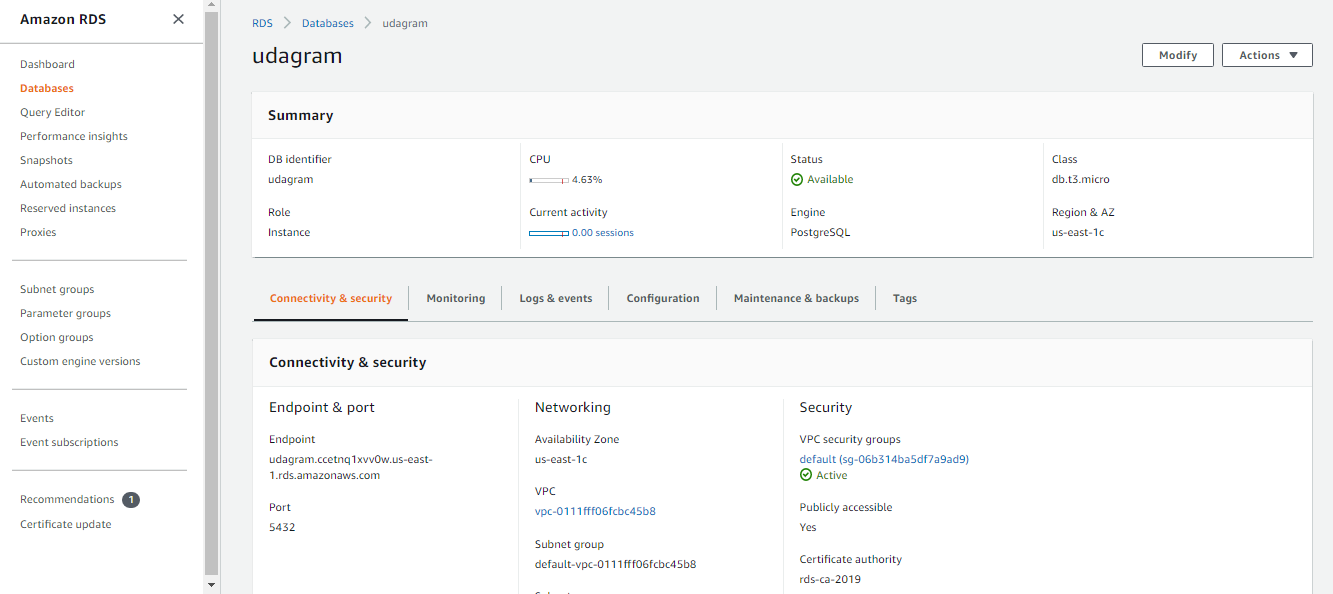 Amazon RDS
Dashboard
Databases
Query Editor
Performance insights
Snapshots
Automated backups
Reserved instances
Proxies
Subnet groups
Parameter groups
Option groups
Custom engine versions
Events
Event subscriptions
Recommendations 1
Certificate update
RDS > Databases > udagram
udagram
Modify
Actions
Summary
DB identifier
udagram
Role
Instance
CPU
4.63%
Current activity
0.00 sessions
Status
Available
Engine
PostgreSQL
Class
db.t3.micro
Region & AZ
us-east-1c
Connectivity & security
Monitoring
Logs & events
Configuration
Maintenance & backups
Tags
Connectivity & security
Endpoint & port
Endpoint
udagram.ccetnq1xvv0w.us-east-
1.rds.amazonaws.com
Port
5432
Networking
Availability Zone
us-east-1c
VPC
vpc-0111fff06fcbc45b8
Subnet group
default-vpc-0111fff06fcbc45b8
Security
VPC security groups
default (sg-06b314ba5df7a9ad9)
Active
Publicly accessible
Yes
Certificate authority
rds-ca-2019